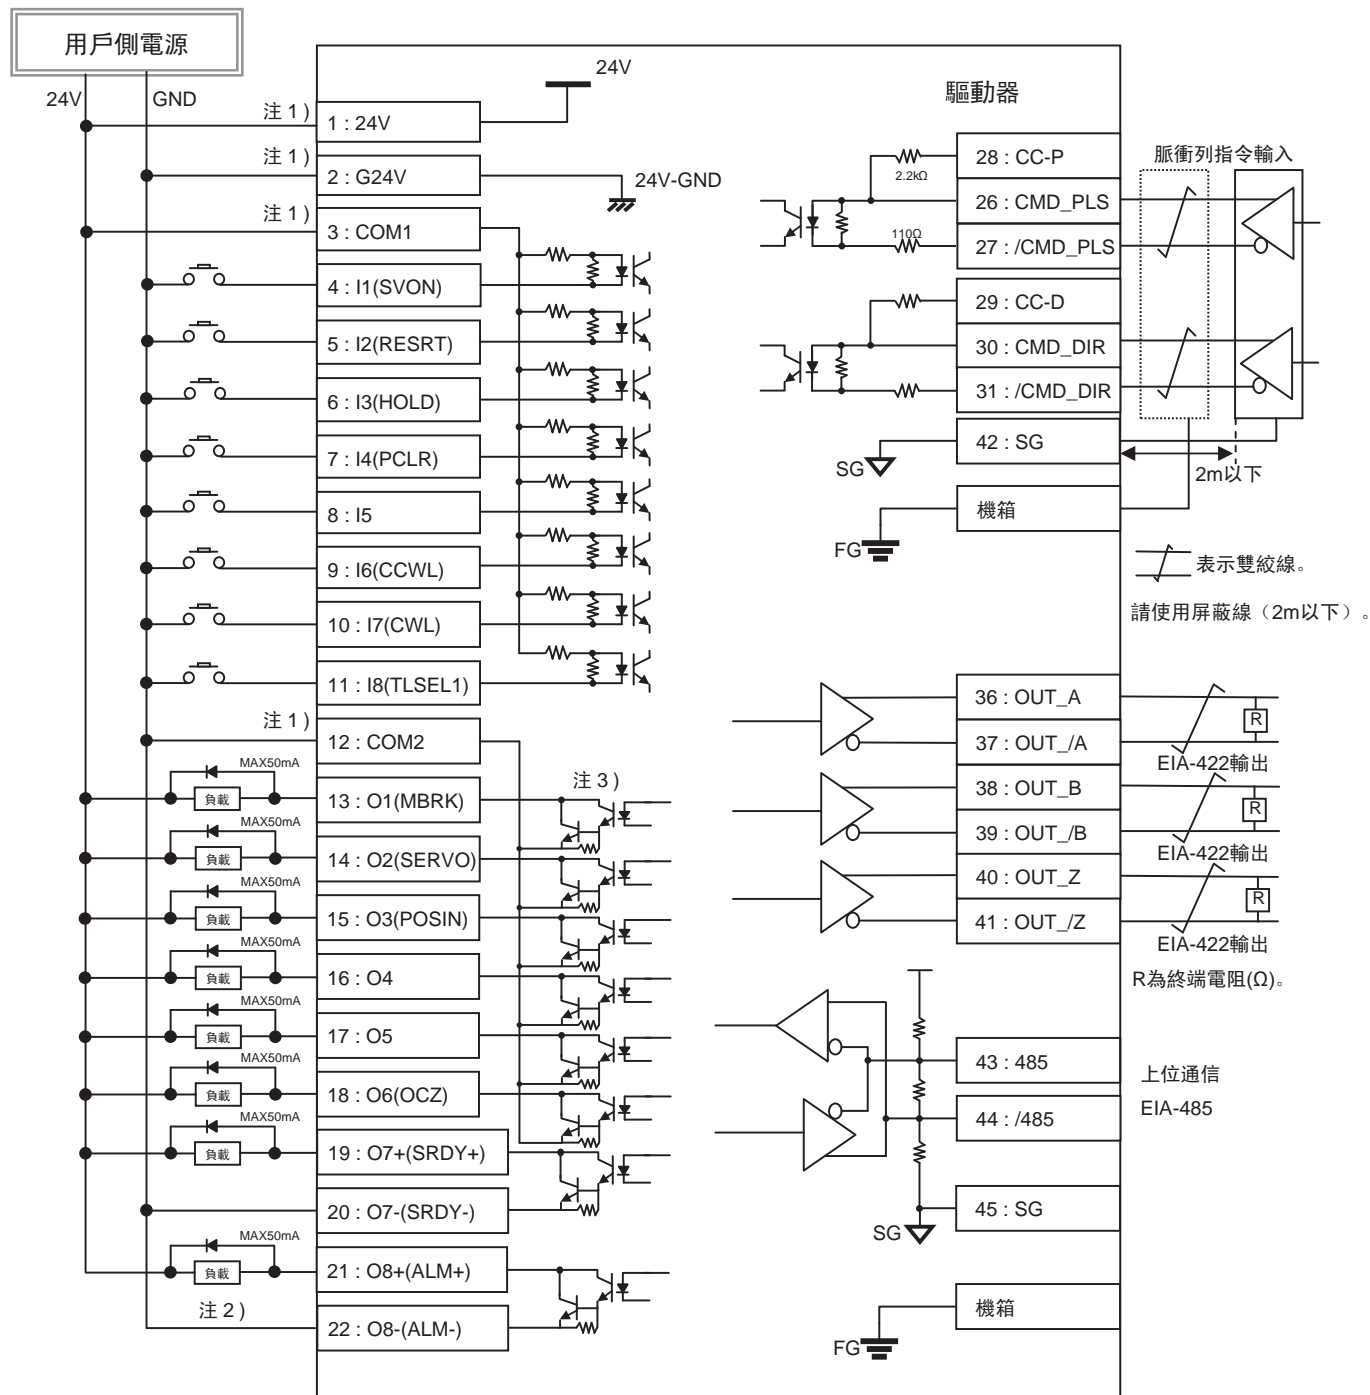 用戶側電源
24V
GND
24V
24V-GND
驅動器
注 1 )
1 : 24V
注 1 )
2 : G24V
注 1 )
3 : COM1
4 : I1(SVON)
5 : I2(RESRT)
6 : I3(HOLD)
7 : I4(PCLR)
8 : I5
9 : I6(CCWL)
10 : I7(CWL)
11 : I8(TLSEL1)
注 1 )
12 : COM2
注 3 )
MAX50mA
負載
13 : O1(MBRK)
MAX50mA
負載
14 : O2(SERVO)
MAX50mA
負載
15 : O3(POSIN)
MAX50mA
負載
16 : O4
MAX50mA
負載
17 : O5
MAX50mA
負載
18 : O6(OCZ)
MAX50mA
負載
19 : O7+(SRDY+)
20 : O7-(SRDY-)
MAX50mA
負載
21 : O8+(ALM+)
注 2 )
22 : O8-(ALM-)
2.2kΩ
28 : CC-P
26 : CMD_PLS
110Ω
27 : /CMD_PLS
29 : CC-D
30 : CMD_DIR
31 : /CMD_DIR
SG
42 : SG
FG
機箱
脈衝列指令輸入
2m以下
表示雙絞線。
請使用屏蔽線（2m以下）。
36 : OUT_A
37 : OUT_/A
R
EIA-422輸出
38 : OUT_B
39 : OUT_/B
R
EIA-422輸出
40 : OUT_Z
41 : OUT_/Z
R
EIA-422輸出
R為終端電阻(Ω)。
43 : 485
44 : /485
上位通信
EIA-485
SG
45 : SG
FG
機箱